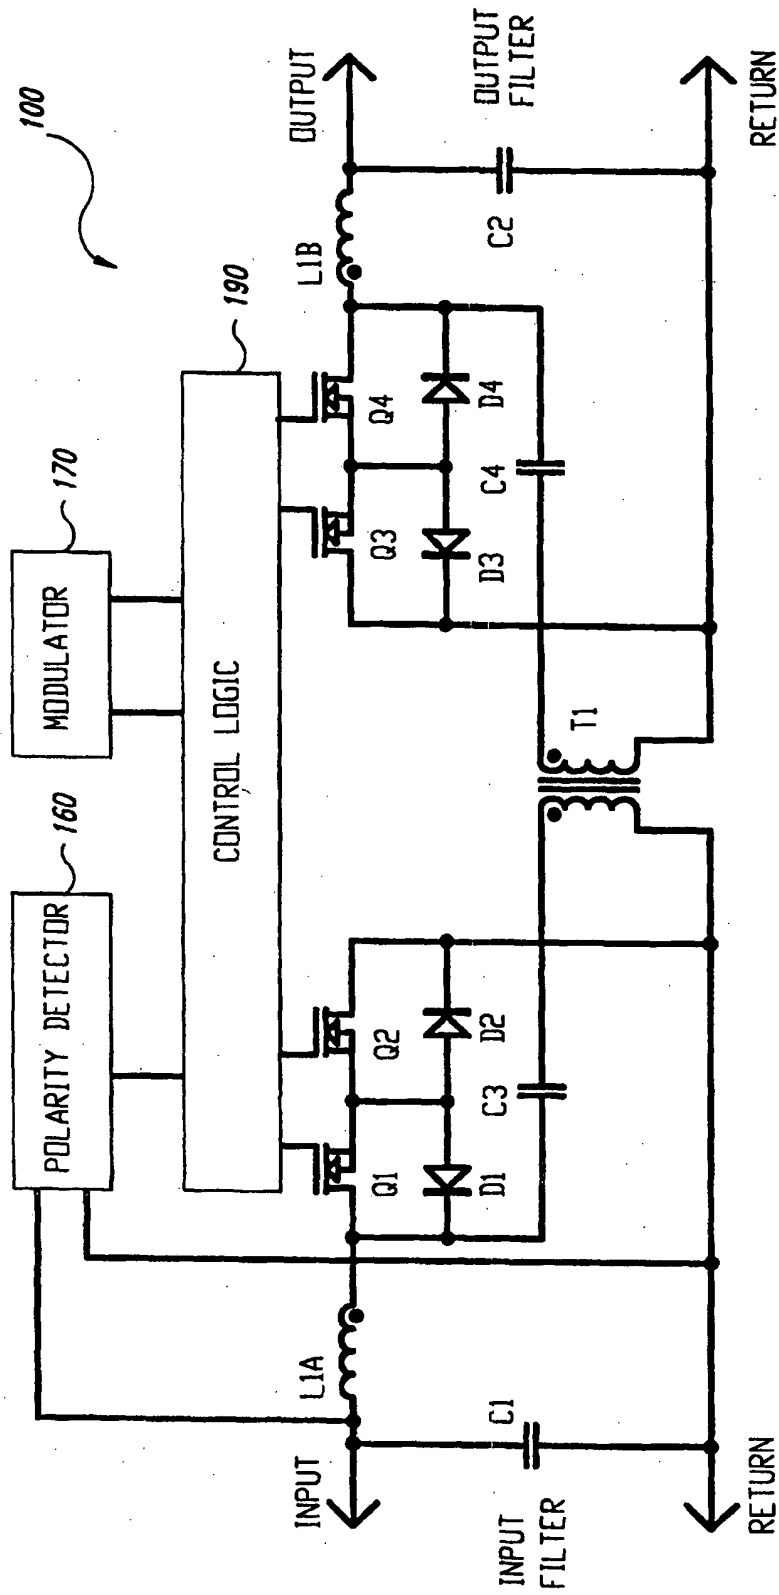 100
POLARITY DETECTOR
160
MODULATOR
170
CONTROL LOGIC
190
INPUT
L1A
Q1
Q2
Q3
Q4
L1B
OUTPUT
D1
D2
D3
D4
INPUT
FILTER
C1
C3
T1
C4
C2
OUTPUT
FILTER
RETURN
RETURN